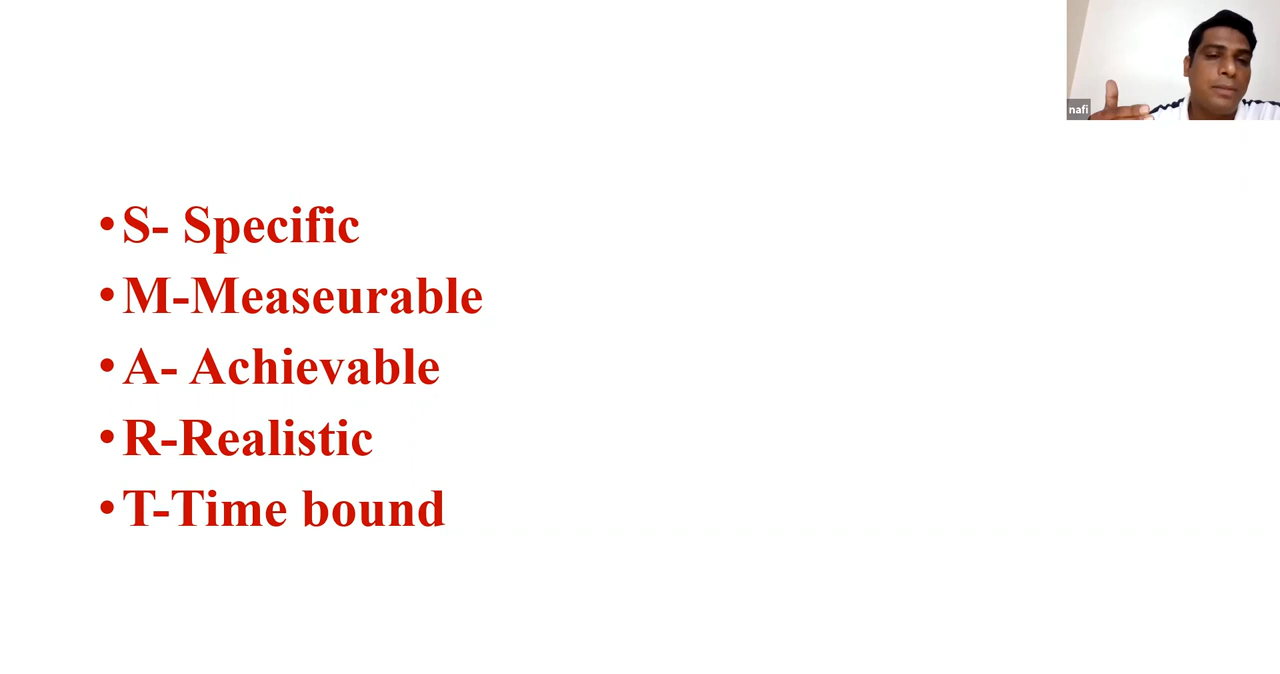 nafi
•S- Specific
•M-Measeurable
•A- Achievable
•R-Realistic
•T-Time bound